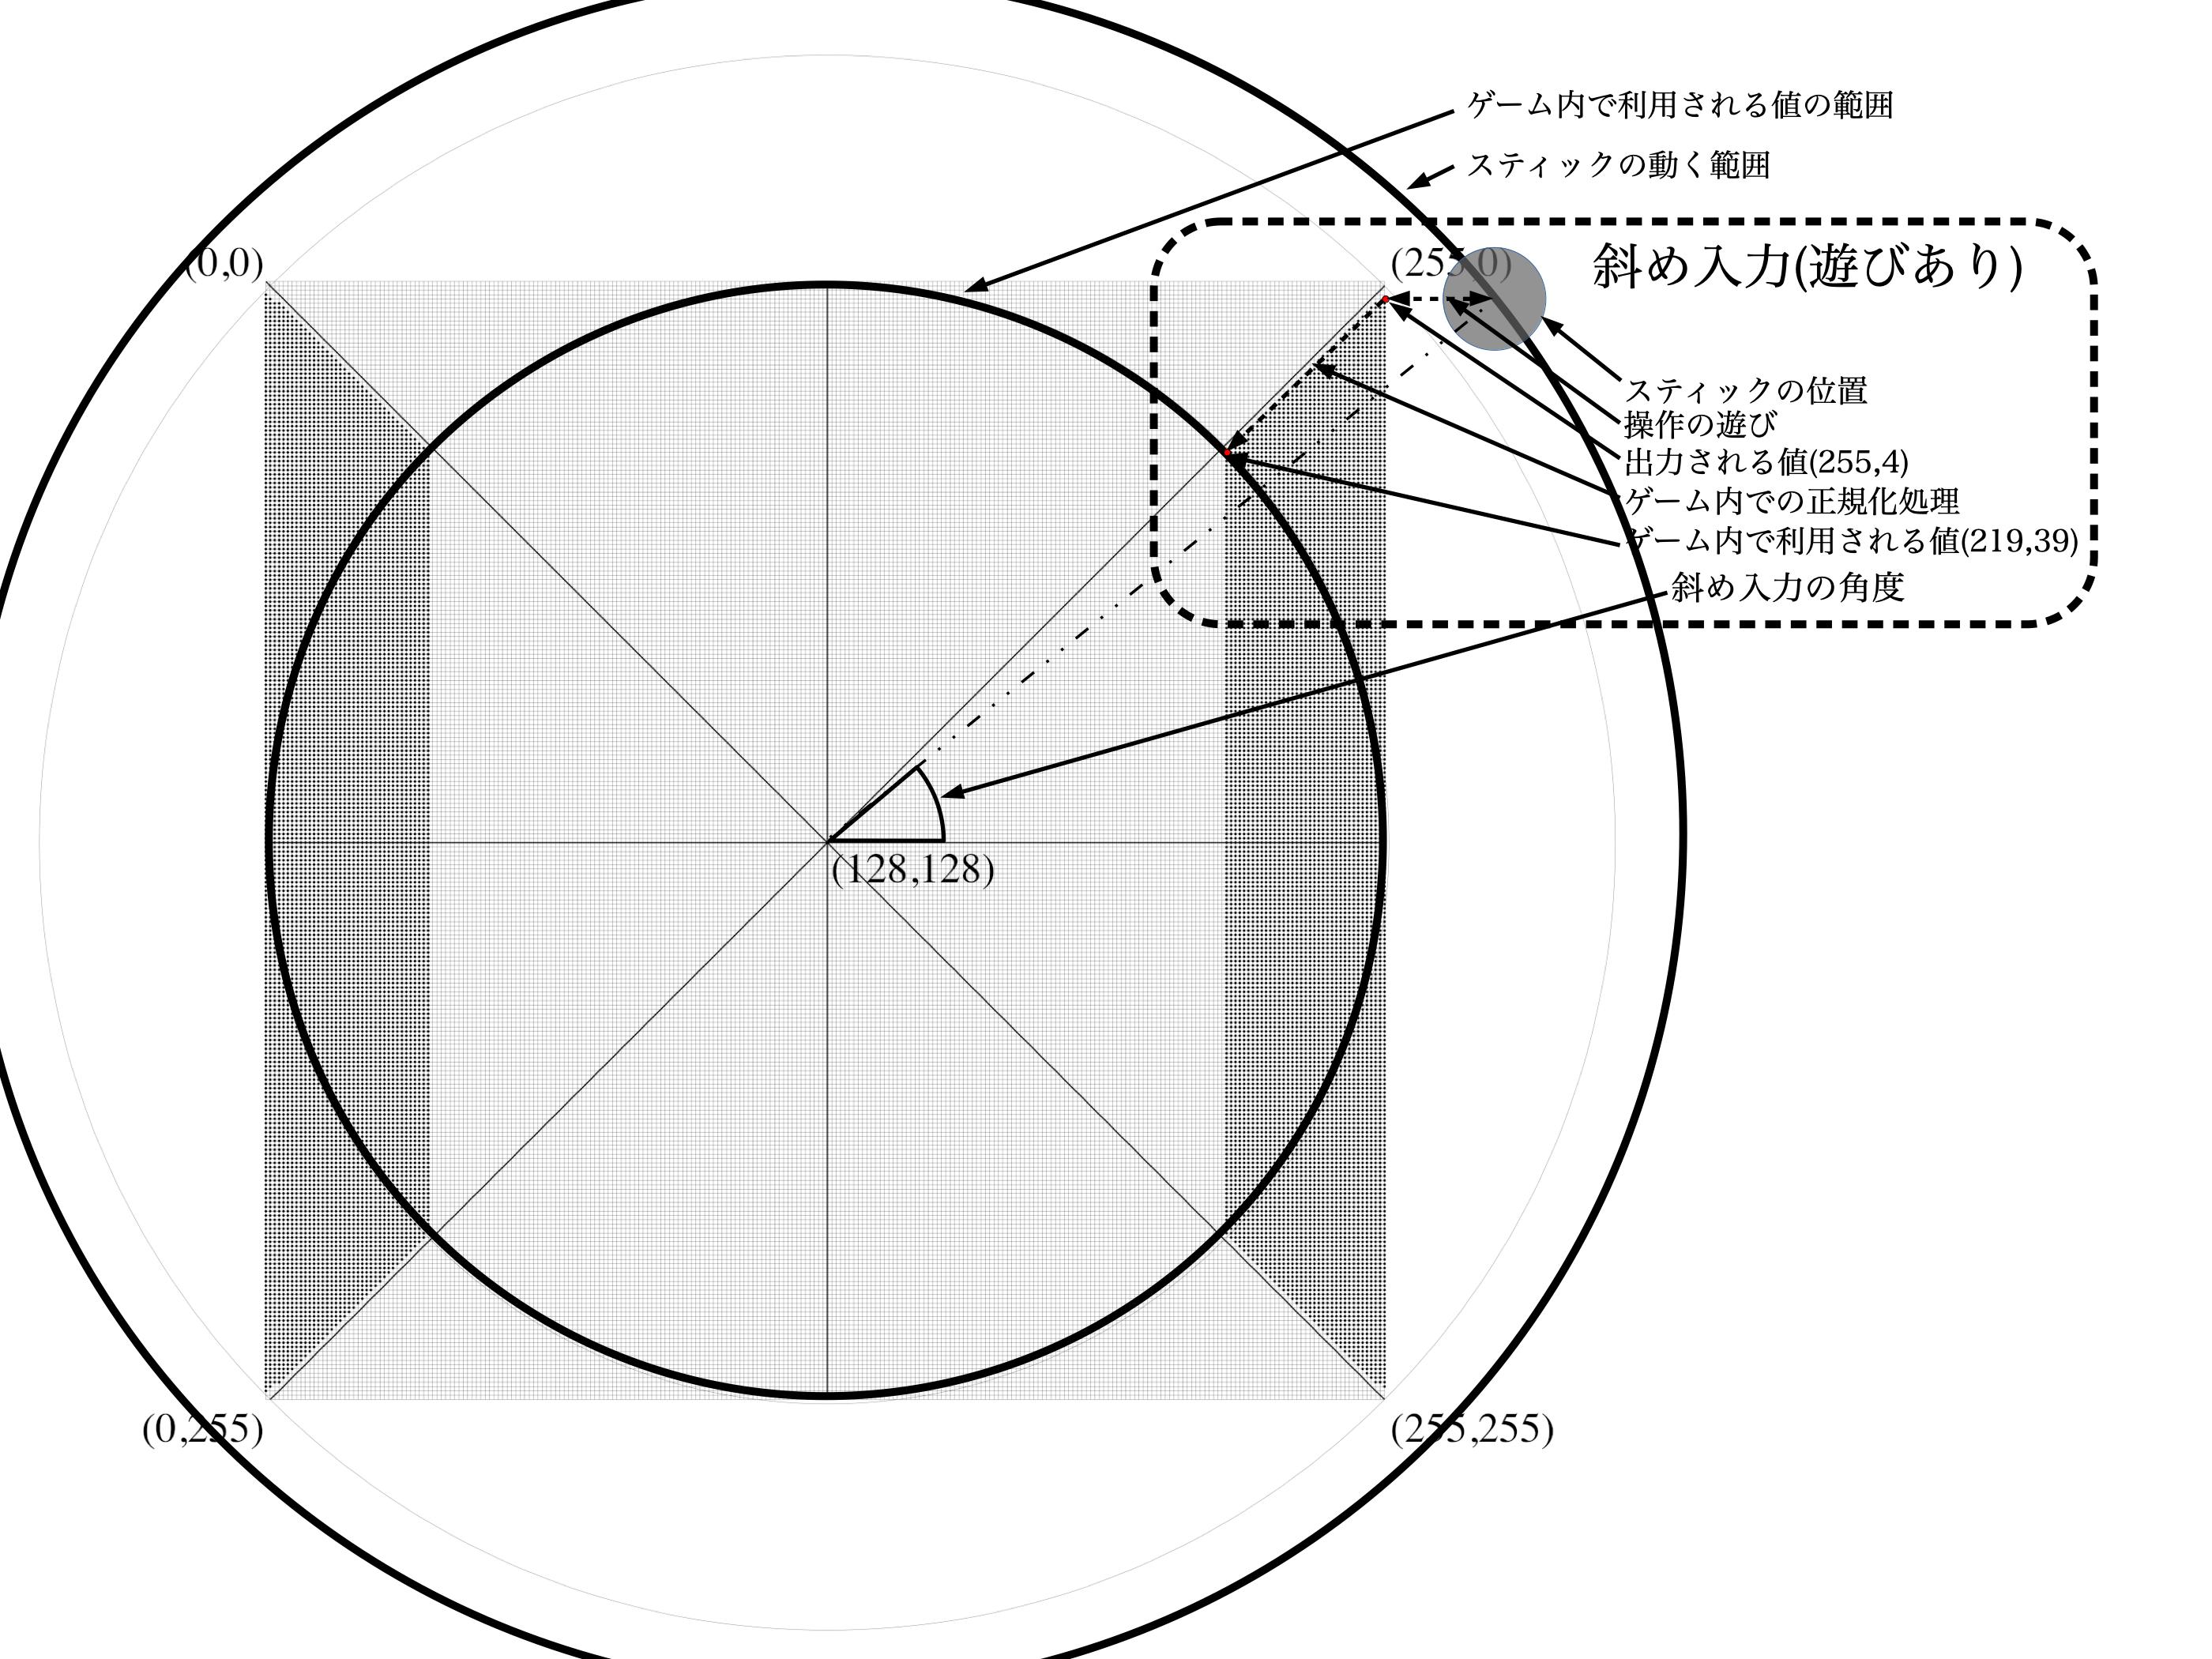 ゲーム内で利用される値の範囲
スティックの動く範囲
(0,0)
(255,0)
斜め入力(遊びあり)
スティックの位置
操作の遊び
出力される値(255,4)
ゲーム内での正規化処理
ゲーム内で利用される値(219,39)
斜め入力の角度
(128,128)
(0,255)
(255,255)